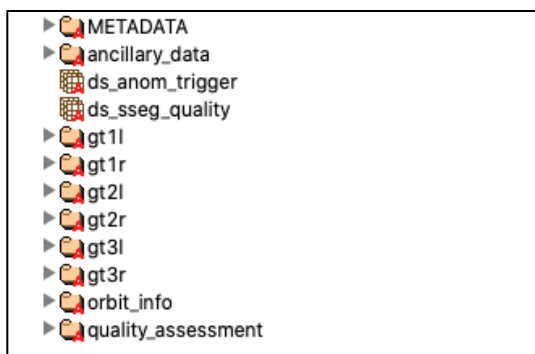 METADATA
ancillary_data
ds_anom_trigger
ds_sseg_quality
gt1l
gt1r
gt2l
gt2r
gt3l
gt3r
orbit_info
quality_assessment